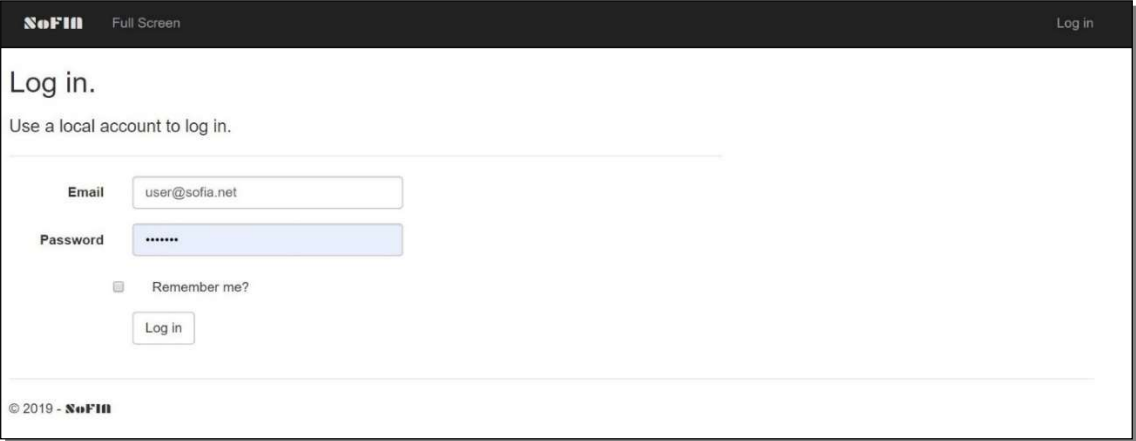 SoFIA Full Screen Log in
Log in.
Use a local account to log in.
Email user@sofia.net
Password •••••••
Remember me?
Log in
© 2019 - SoFIA